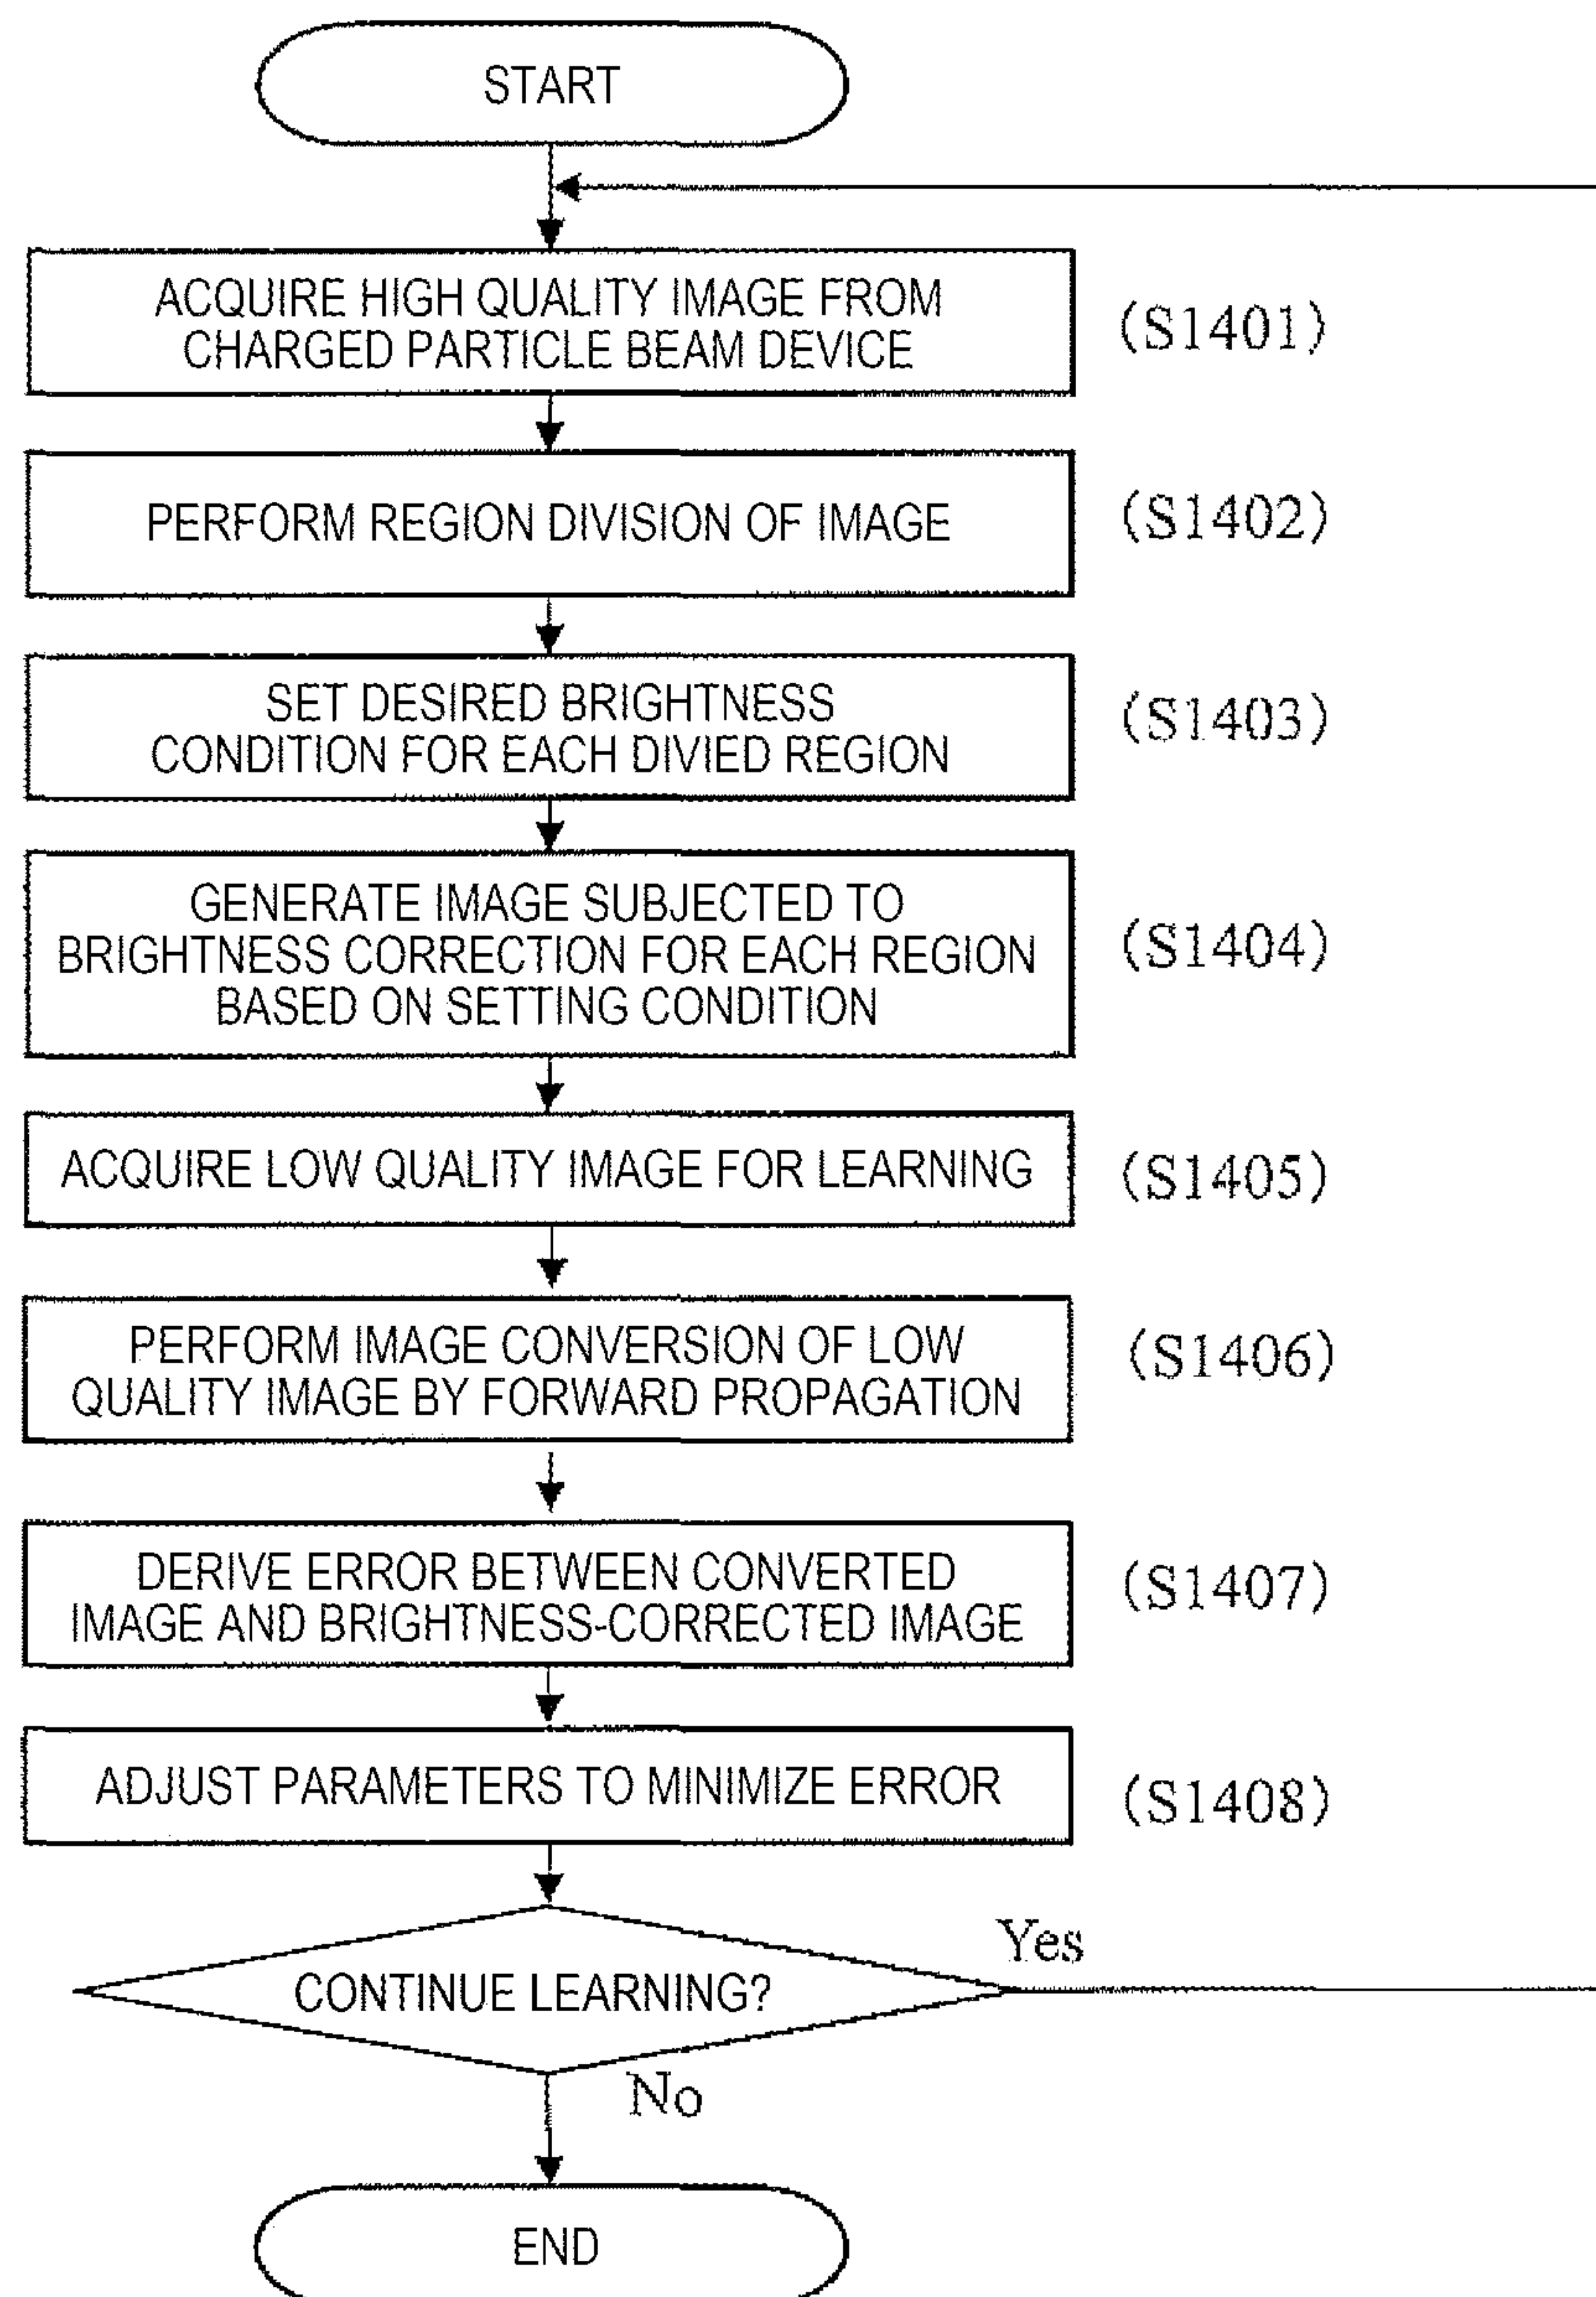 START
ACQUIRE HIGH QUALITY IMAGE FROM
CHARGED PARTICLE BEAM DEVICE
(S1401)
PERFORM REGION DIVISION OF IMAGE
(S1402)
SET DESIRED BRIGHTNESS
CONDITION FOR EACH DIVIED REGION
(S1403)
GENERATE IMAGE SUBJECTED TO
BRIGHTNESS CORRECTION FOR EACH REGION
BASED ON SETTING CONDITION
(S1404)
ACQUIRE LOW QUALITY IMAGE FOR LEARNING
(S1405)
PERFORM IMAGE CONVERSION OF LOW
QUALITY IMAGE BY FORWARD PROPAGATION
(S1406)
DERIVE ERROR BETWEEN CONVERTED
IMAGE AND BRIGHTNESS-CORRECTED IMAGE
(S1407)
ADJUST PARAMETERS TO MINIMIZE ERROR
(S1408)
CONTINUE LEARNING?
Yes
No
END